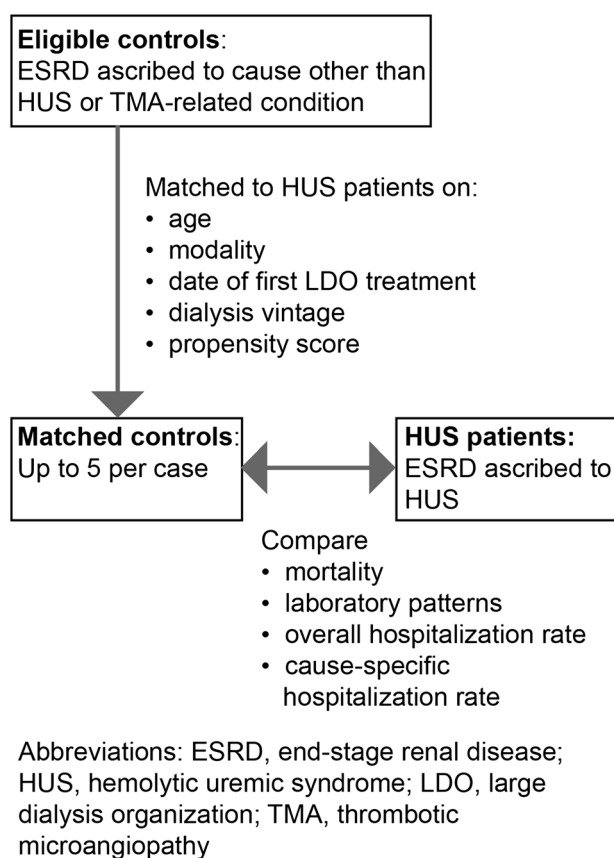 Eligible controls:
ESRD ascribed to cause other than
HUS or TMA-related condition
Matched to HUS patients on:
• age
• modality
• date of first LDO treatment
• dialysis vintage
• propensity score
Matched controls:
Up to 5 per case
HUS patients:
ESRD ascribed to
HUS
Compare
• mortality
• laboratory patterns
• overall hospitalization rate
• cause-specific
hospitalization rate
Abbreviations: ESRD, end-stage renal disease;
HUS, hemolytic uremic syndrome; LDO, large
dialysis organization; TMA, thrombotic
microangiopathy